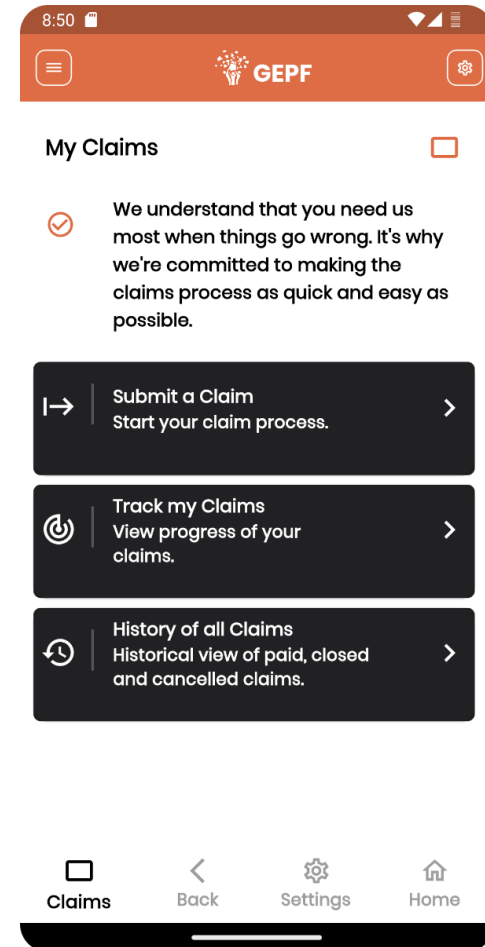 8:50
GEPF
My Claims
We understand that you need us
most when things go wrong. It's why
we're committed to making the
claims process as quick and easy as
possible.
Submit a Claim
Start your claim process.
Track my Claims
View progress of your
claims.
History of all Claims
Historical view of paid, closed
and cancelled claims.
Claims
Back
Settings
Home